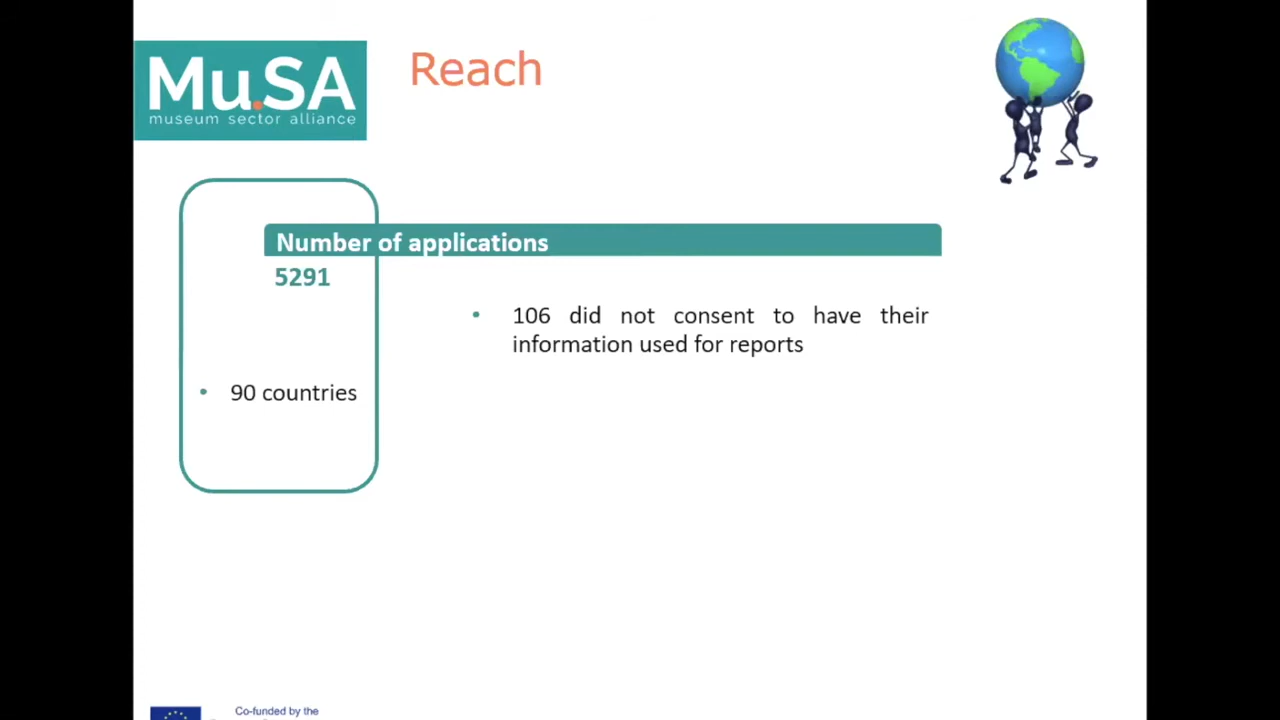 Mu.SA
museum sector alliance
Reach
Number of applications
5291
• 106 did not consent to have their
information used for reports
• 90 countries
Co-funded by the